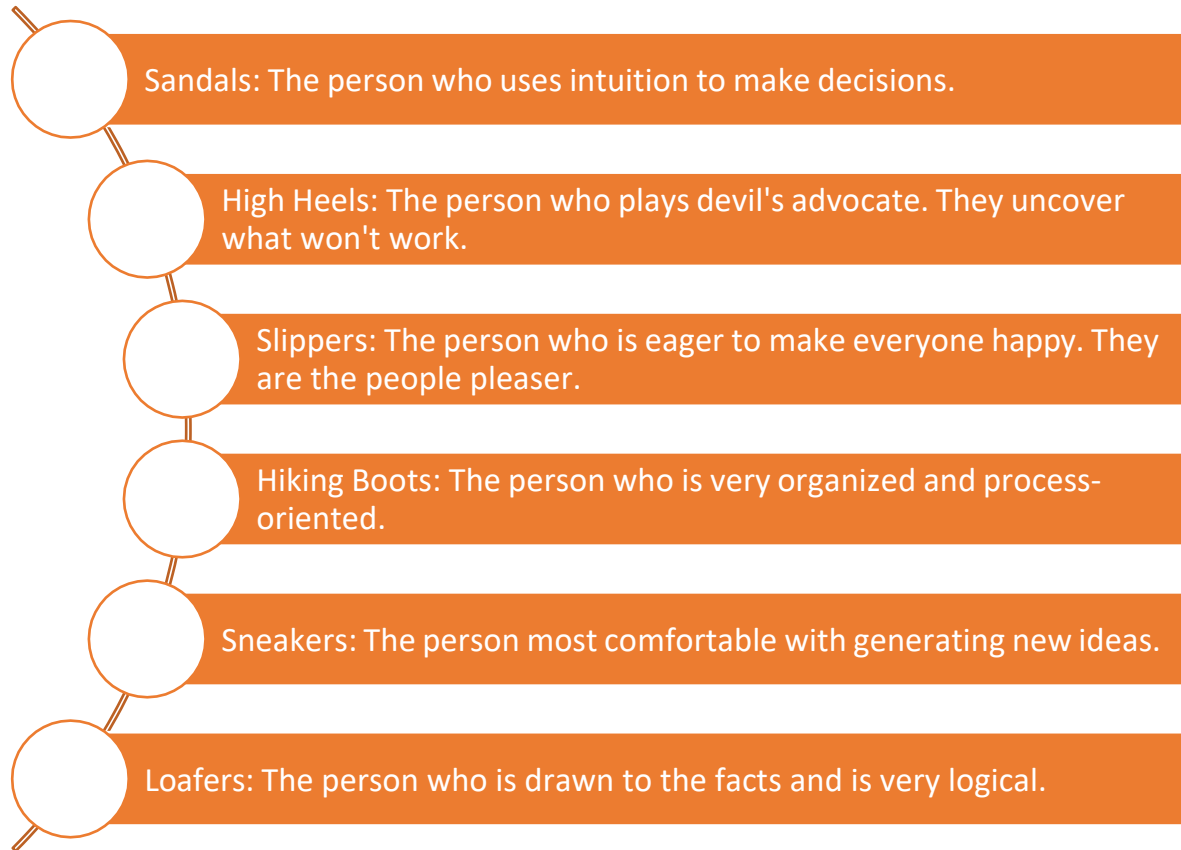 Sandals: The person who uses intuition to make decisions.
High Heels: The person who plays devil's advocate. They uncover
what won't work.
Slippers: The person who is eager to make everyone happy. They
are the people pleaser.
Hiking Boots: The person who is very organized and process-
oriented.
Sneakers: The person most comfortable with generating new ideas.
Loafers: The person who is drawn to the facts and is very logical.